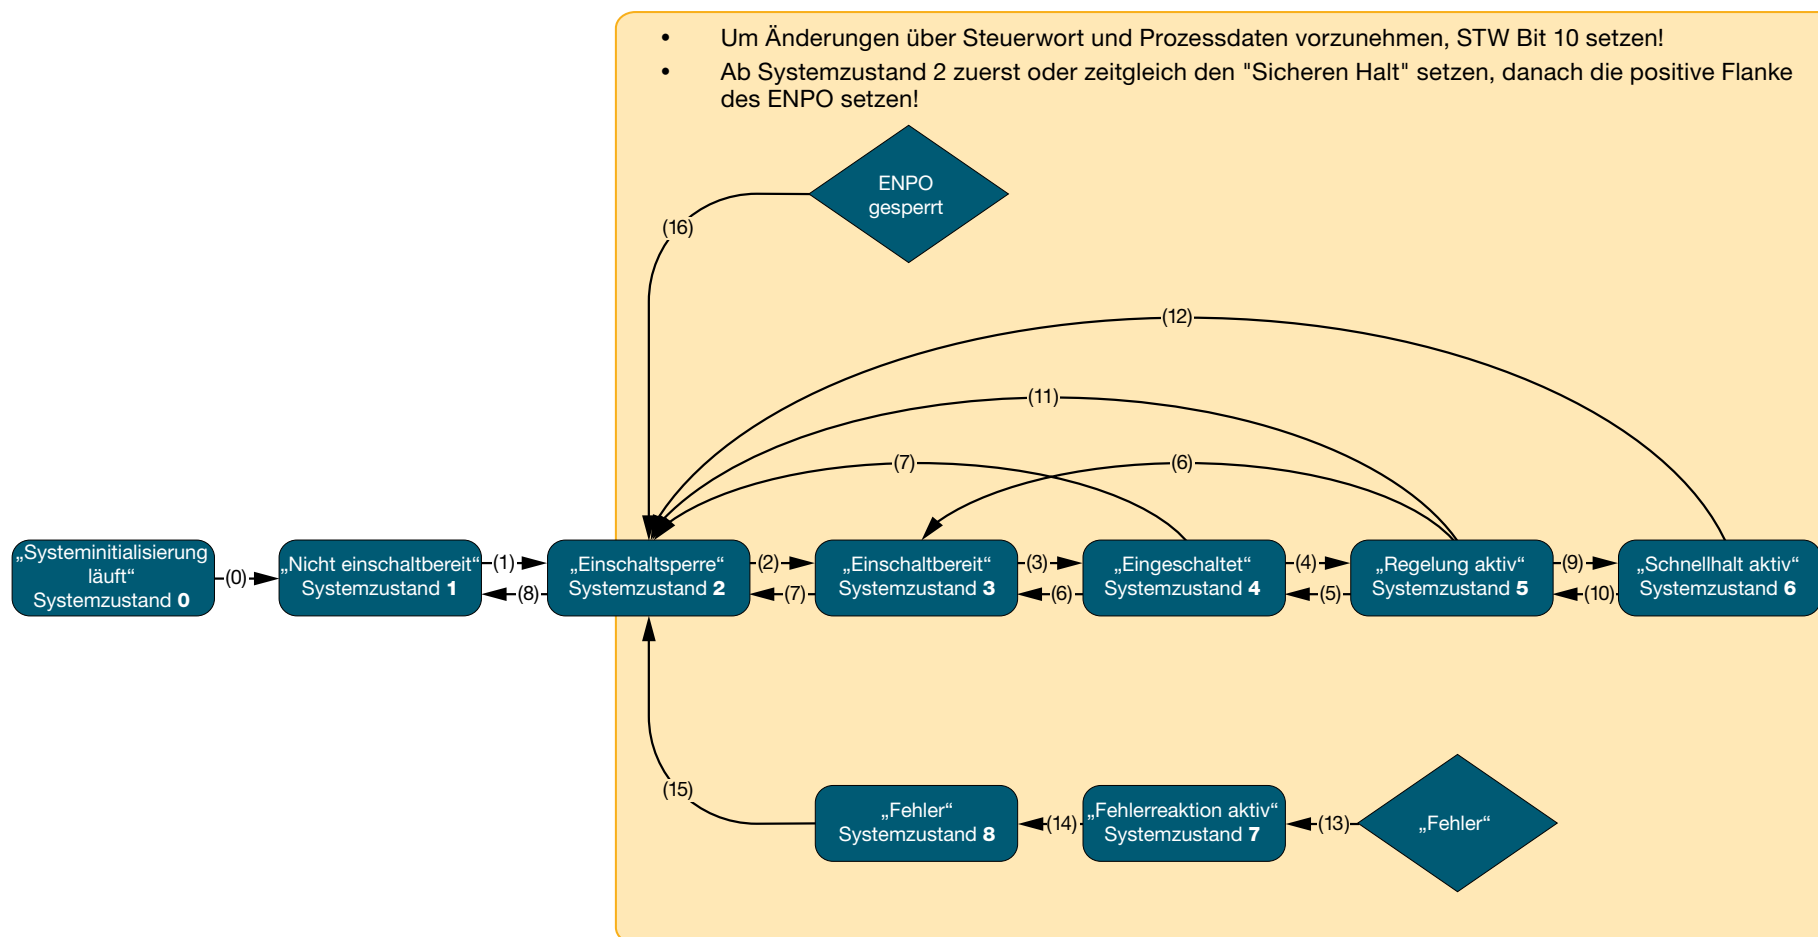 • Um Änderungen über Steuerwort und Prozessdaten vorzunehmen, STW Bit 10 setzen!
• Ab Systemzustand 2 zuerst oder zeitgleich den "Sicheren Halt" setzen, danach die positive Flanke
des ENPO setzen!
ENPO
gesperrt
(16)
(12)
(11)
(7)
(6)
„Systeminitialisierung
läuft“
Systemzustand 0
(0)
„Nicht einschaltbereit“
Systemzustand 1
(1)
(8)
„Einschaltsperre“
Systemzustand 2
(2)
(7)
„Einschaltbereit“
Systemzustand 3
(3)
(6)
„Eingeschaltet“
Systemzustand 4
(4)
(5)
„Regelung aktiv“
Systemzustand 5
(9)
(10)
„Schnellhalt aktiv“
Systemzustand 6
(15)
„Fehler“
Systemzustand 8
(14)
„Fehlerreaktion aktiv“
Systemzustand 7
(13)
„Fehler“